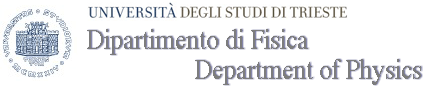 UNIVERSITÀ DEGLI STUDI DI TRIESTE
Dipartimento di Fisica
Department of Physics